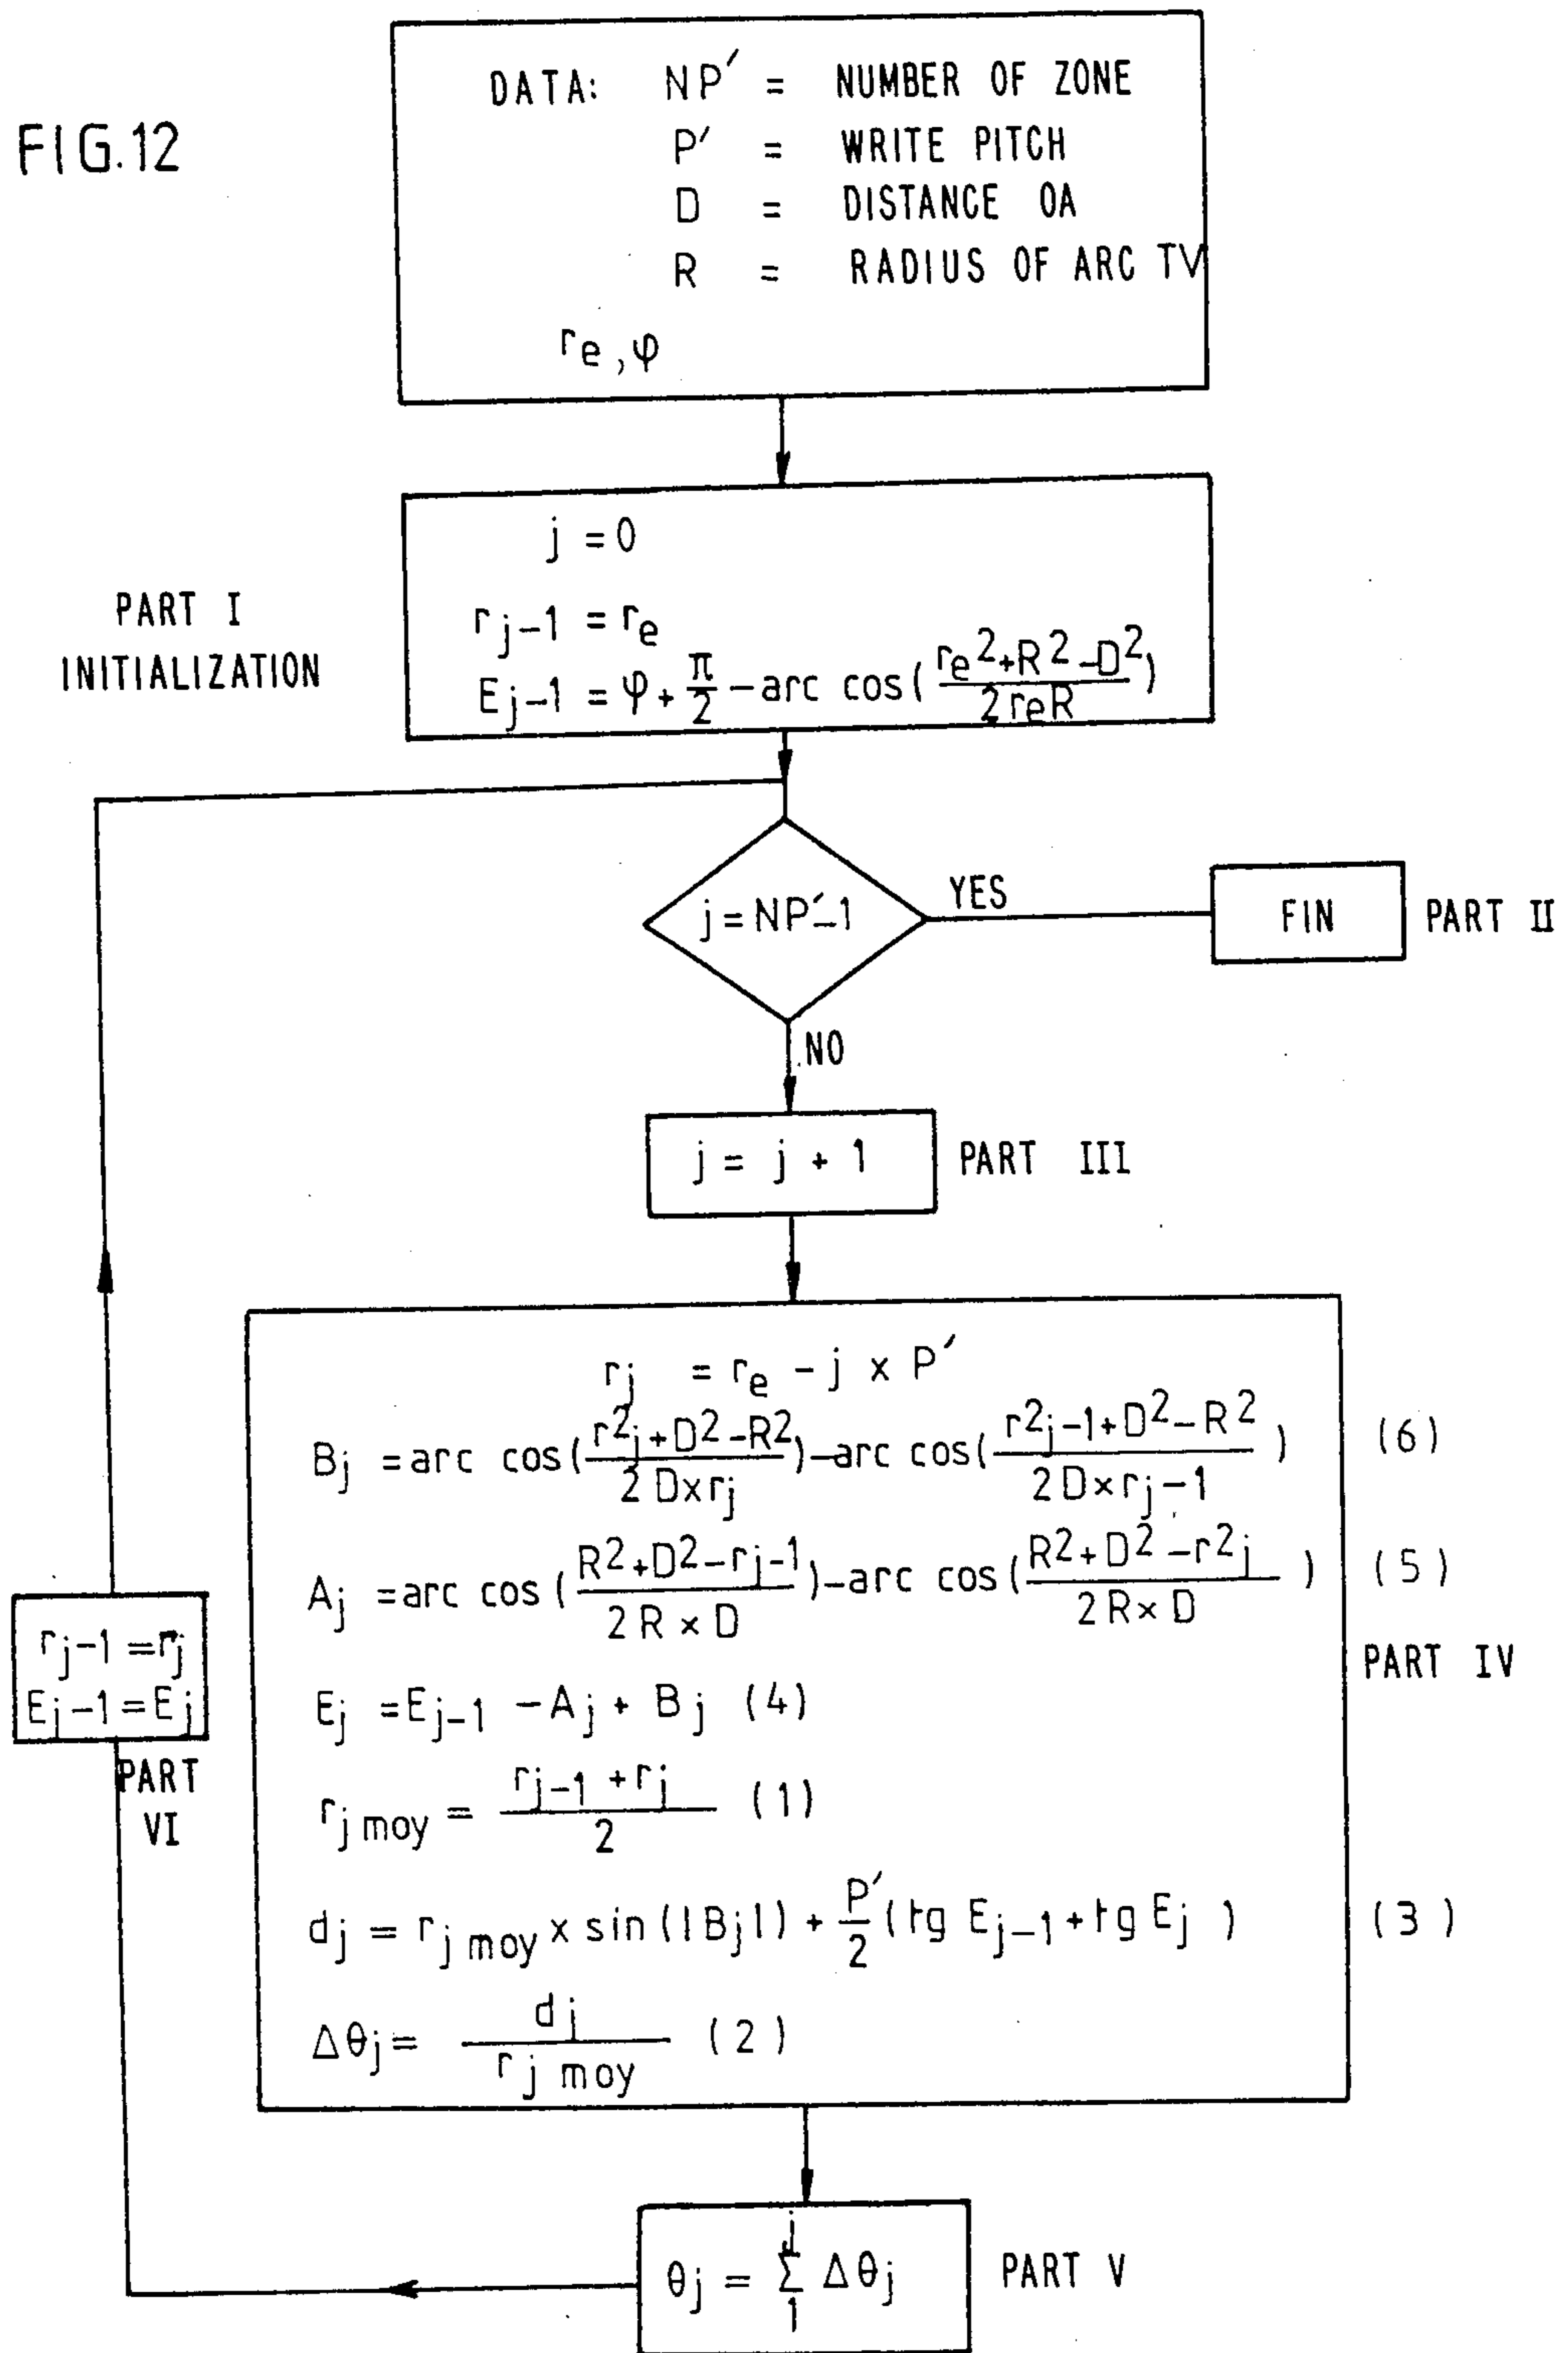 FIG.12
DATA: NP′ = NUMBER OF ZONE
P′ = WRITE PITCH
D = DISTANCE OA
R = RADIUS OF ARC TV
re, φ
PART I
INITIALIZATION
j = 0
rj-1 = re
Ej-1 = φ + π/2 - arc cos( (re² + R² - D²) / (2 re R) )
j = NP′-1
YES
FIN
PART II
NO
j = j + 1
PART III
rj = re - j x P′
Bj = arc cos( (r²j + D² - R²) / (2 D x rj) ) - arc cos( (r²j-1 + D² - R²) / (2 D x rj-1) ) (6)
Aj = arc cos( (R² + D² - rj-1) / (2 R x D) ) - arc cos( (R² + D² - r²j) / (2 R x D) ) (5)
Ej = Ej-1 - Aj + Bj (4)
rj moy = (rj-1 + rj) / 2 (1)
dj = rj moy x sin (|Bj|) + P′/2 (tg Ej-1 + tg Ej) (3)
Δθj = dj / rj moy (2)
PART IV
rj-1 = rj
Ej-1 = Ej
PART
VI
θj = Σ(1 to j) Δθj
PART V